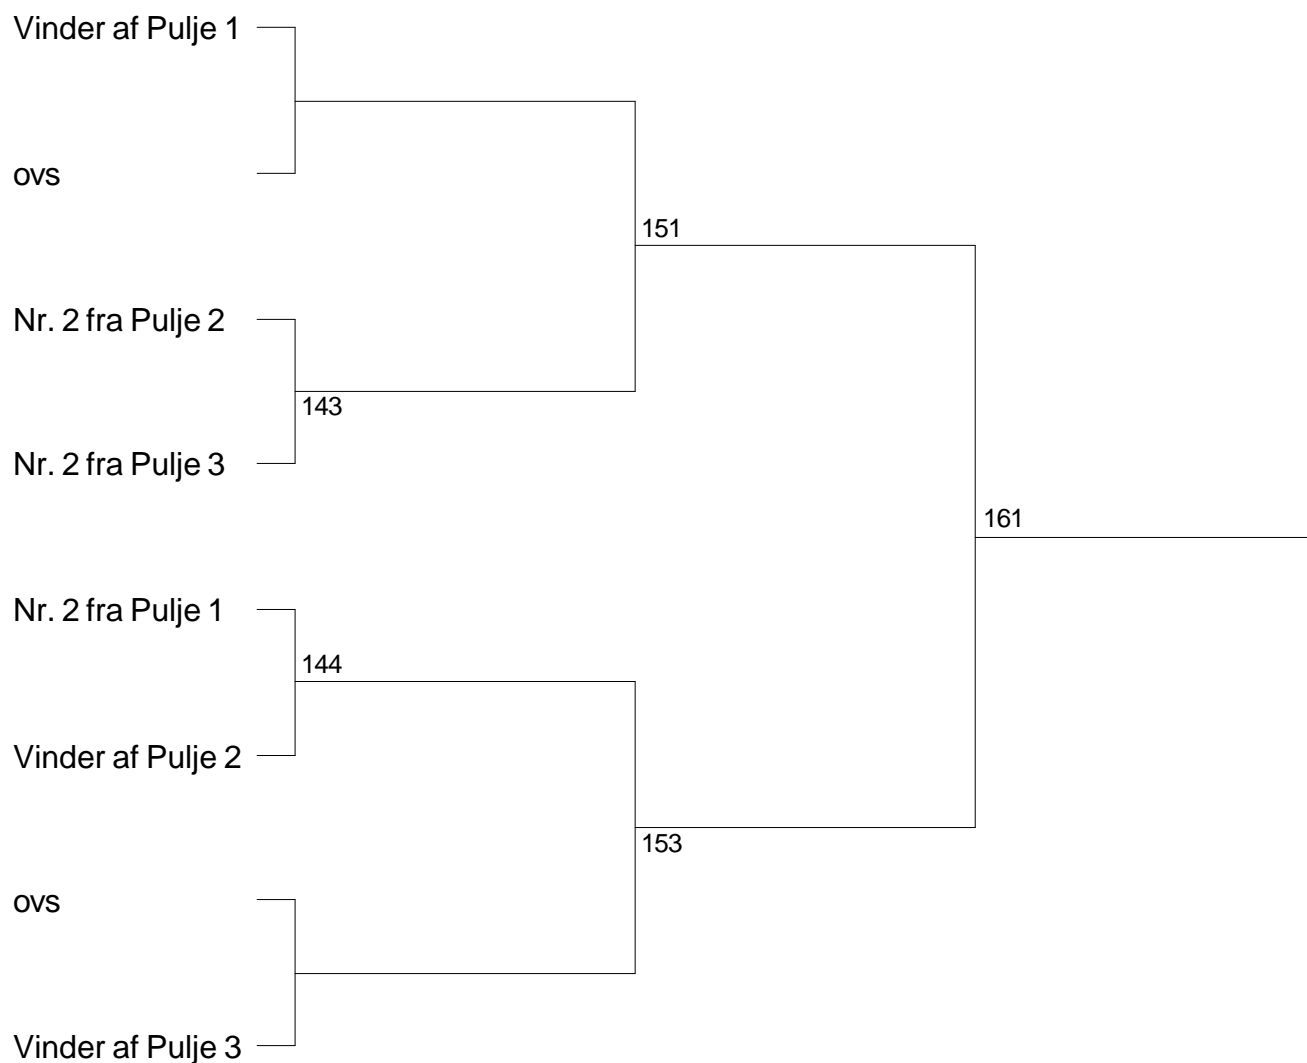 Vinder af Pulje 1
ovs
151
Nr. 2 fra Pulje 2
143
Nr. 2 fra Pulje 3
161
Nr. 2 fra Pulje 1
144
Vinder af Pulje 2
153
ovs
Vinder af Pulje 3